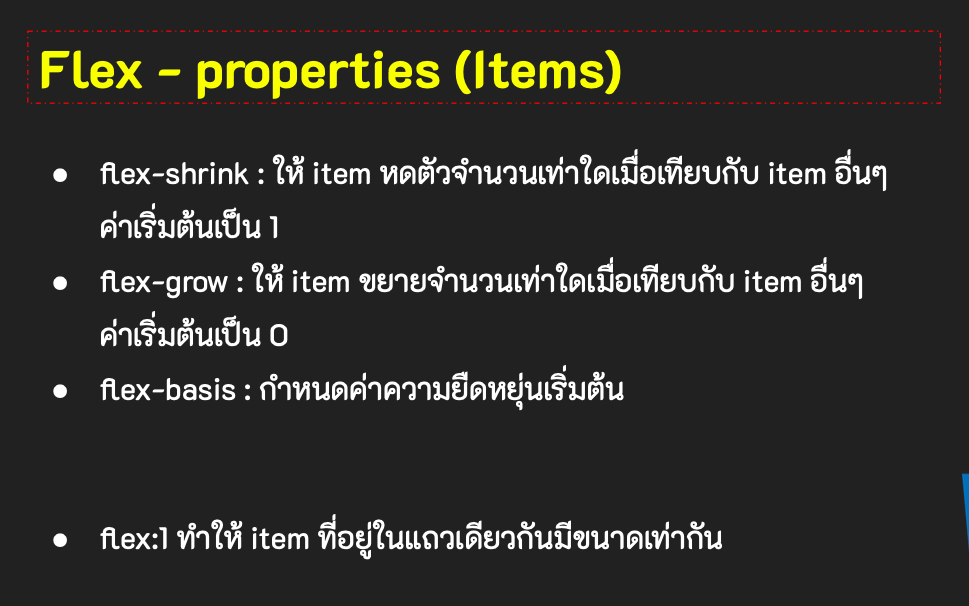 Flex - properties (Items)
● flex-shrink : ให้ item หดตัวจำนวนเท่าใดเมื่อเทียบกับ item อื่นๆ
ค่าเริ่มต้นเป็น 1
● flex-grow : ให้ item ขยายจำนวนเท่าใดเมื่อเทียบกับ item อื่นๆ
ค่าเริ่มต้นเป็น 0
● flex-basis : กำหนดค่าความยืดหยุ่นเริ่มต้น
● flex:1 ทำให้ item ที่อยู่ในแถวเดียวกันมีขนาดเท่ากัน